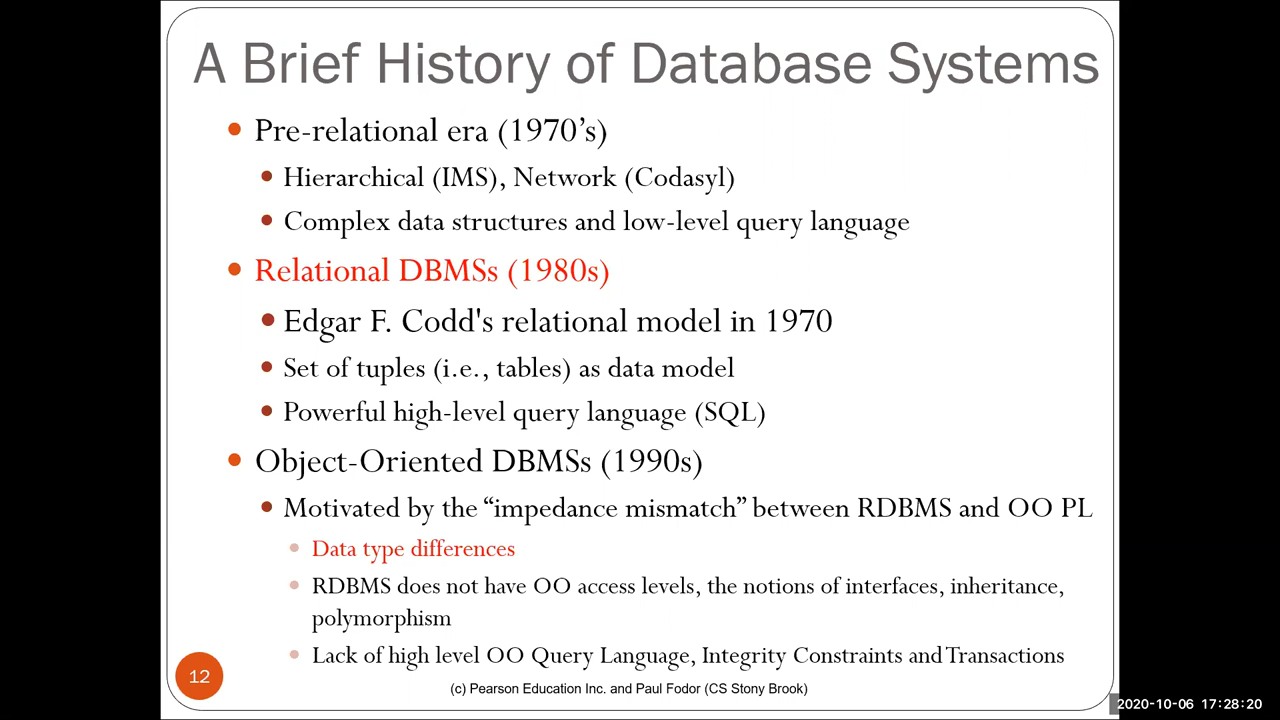 A Brief History of Database Systems
• Pre-relational era (1970’s)
• Hierarchical (IMS), Network (Codasyl)
• Complex data structures and low-level query language
• Relational DBMSs (1980s)
• Edgar F. Codd's relational model in 1970
• Set of tuples (i.e., tables) as data model
• Powerful high-level query language (SQL)
• Object-Oriented DBMSs (1990s)
• Motivated by the “impedance mismatch” between RDBMS and OO PL
• Data type differences
• RDBMS does not have OO access levels, the notions of interfaces, inheritance,
polymorphism
• Lack of high level OO Query Language, Integrity Constraints and Transactions
12
(c) Pearson Education Inc. and Paul Fodor (CS Stony Brook)
2020-10-06 17:28:20